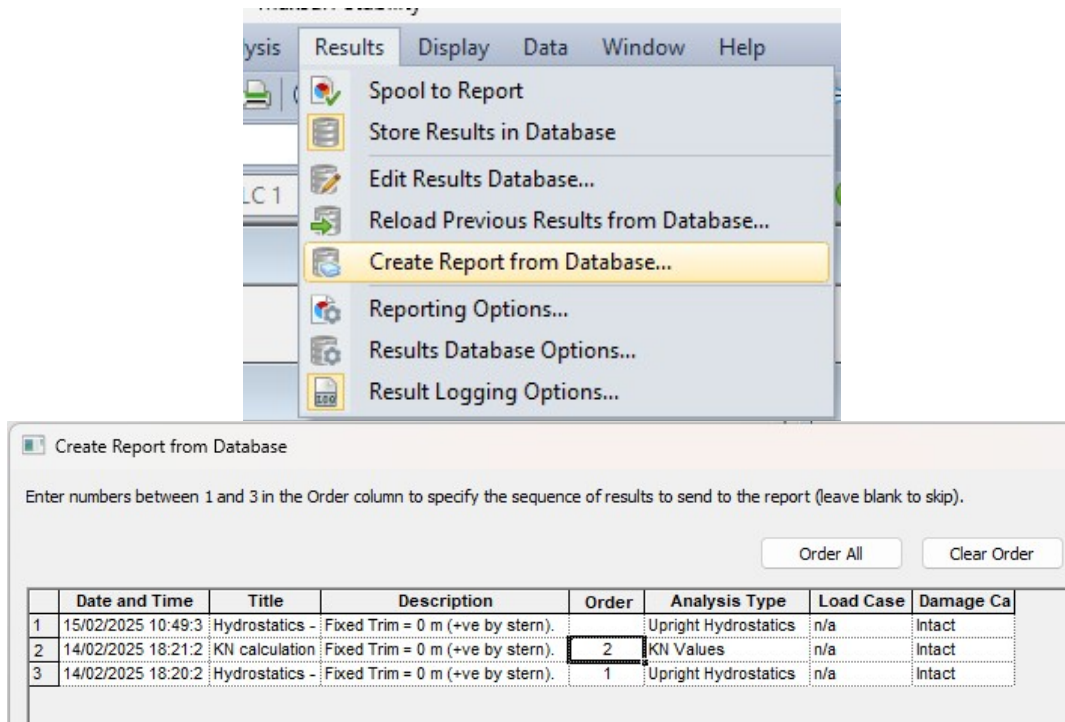 ysis Results Display Data Window Help
Spool to Report
Store Results in Database
Edit Results Database...
LC 1
Reload Previous Results from Database...
Create Report from Database...
Reporting Options...
Results Database Options...
LOG Result Logging Options...
Create Report from Database
Enter numbers between 1 and 3 in the Order column to specify the sequence of results to send to the report (leave blank to skip).
Order All Clear Order
Date and Time Title Description Order Analysis Type Load Case Damage Ca
1 15/02/2025 10:49:3 Hydrostatics - Fixed Trim = 0 m (+ve by stern). Upright Hydrostatics n/a Intact
2 14/02/2025 18:21:2 KN calculation Fixed Trim = 0 m (+ve by stern). 2 KN Values n/a Intact
3 14/02/2025 18:20:2 Hydrostatics - Fixed Trim = 0 m (+ve by stern). 1 Upright Hydrostatics n/a Intact